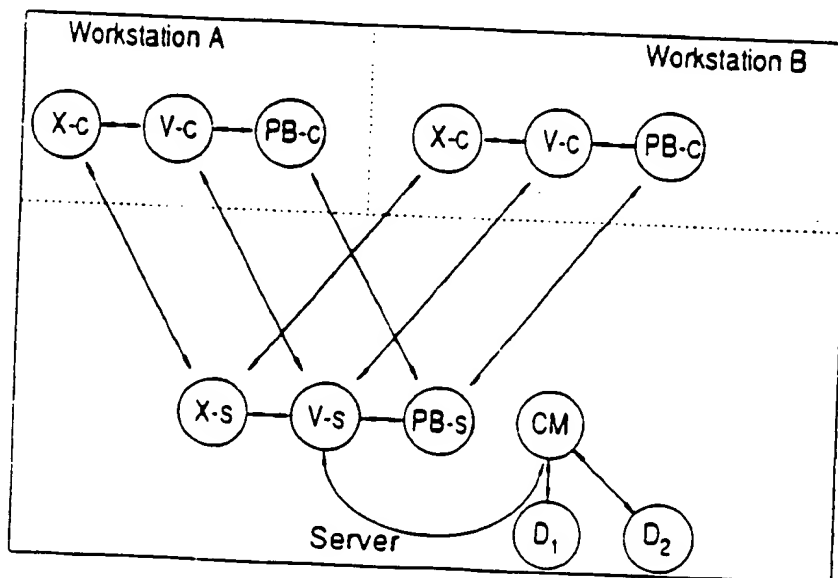 Workstation A
Workstation B
X-c
V-c
PB-c
X-c
V-c
PB-c
X-s
V-s
PB-s
CM
Server
D₁
D₂